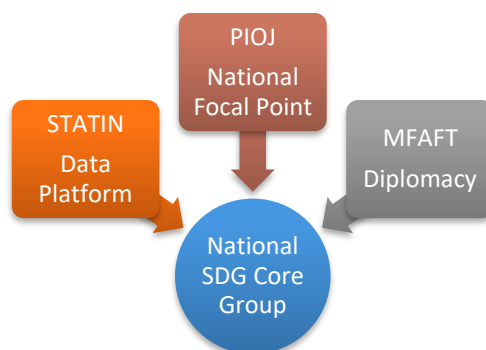 PIOJ
National
Focal Point
STATIN
Data
Platform
MFAFT
Diplomacy
National
SDG Core
Group